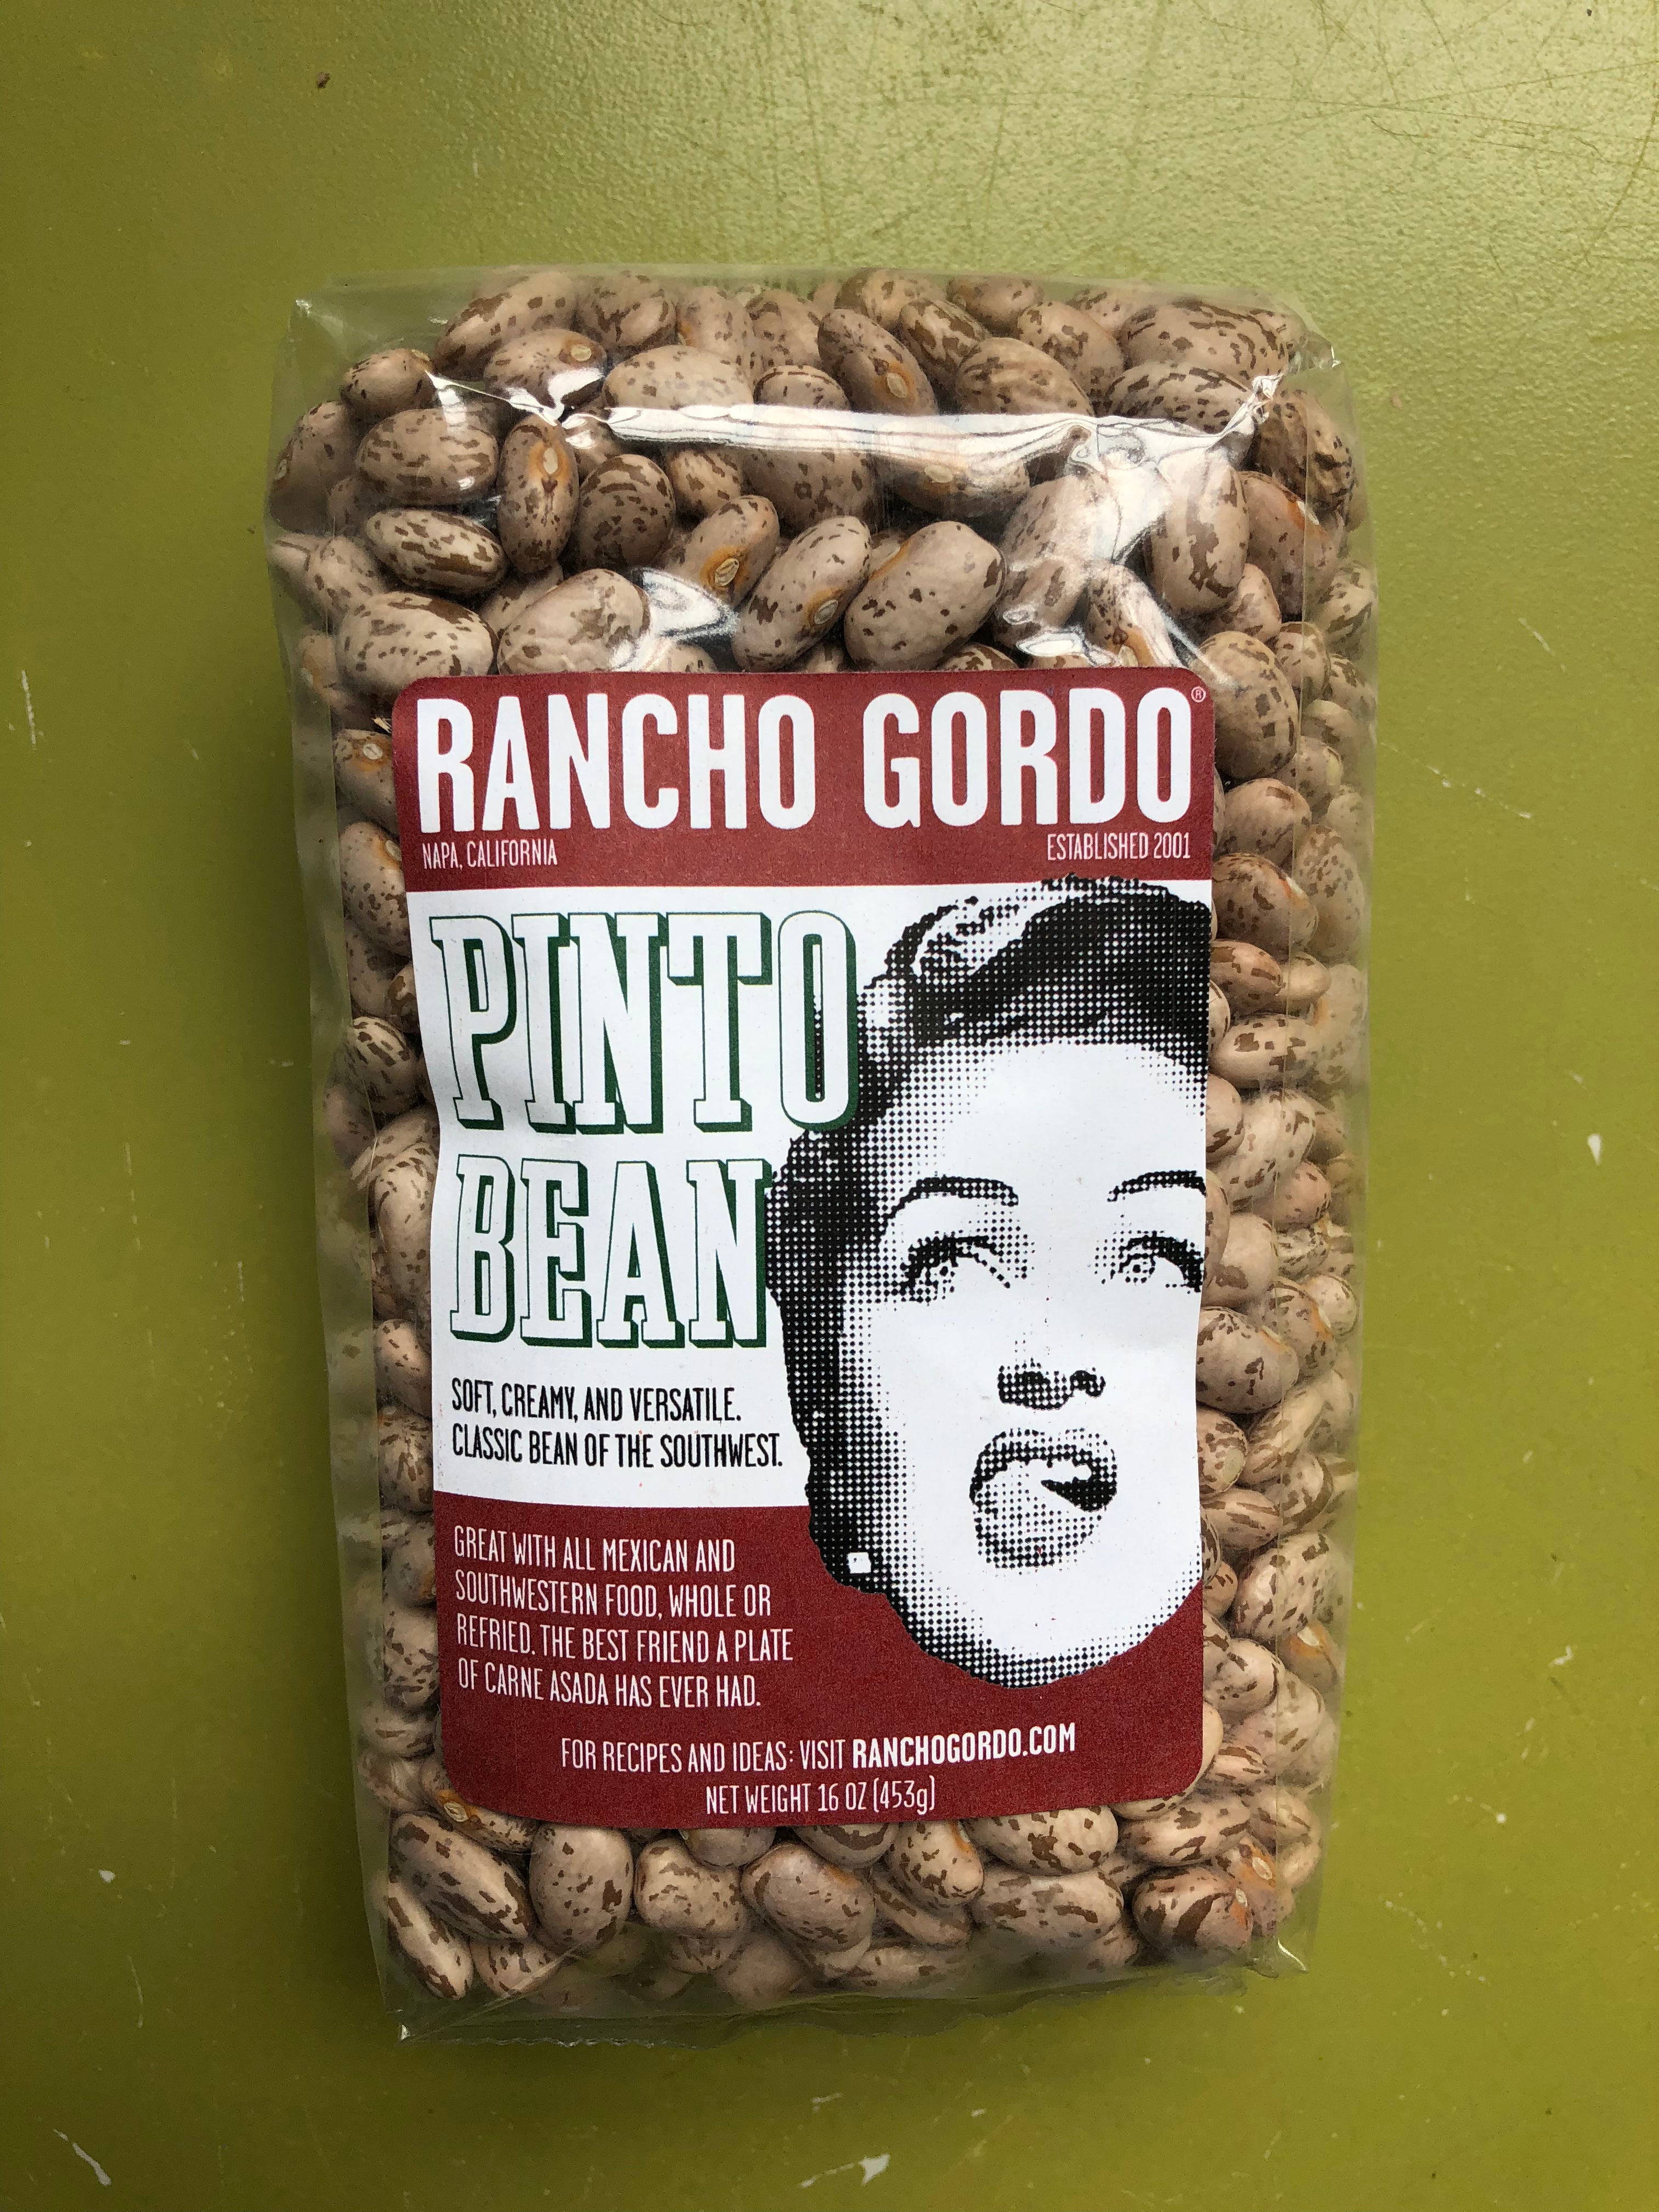 RANCHO GORDO®
NAPA, CALIFORNIA
ESTABLISHED 2001
PINTO
BEAN
SOFT, CREAMY, AND VERSATILE.
CLASSIC BEAN OF THE SOUTHWEST.
GREAT WITH ALL MEXICAN AND
SOUTHWESTERN FOOD, WHOLE OR
REFRIED. THE BEST FRIEND A PLATE
OF CARNE ASADA HAS EVER HAD.
FOR RECIPES AND IDEAS: VISIT RANCHOGORDO.COM
NET WEIGHT 16 OZ (453g)